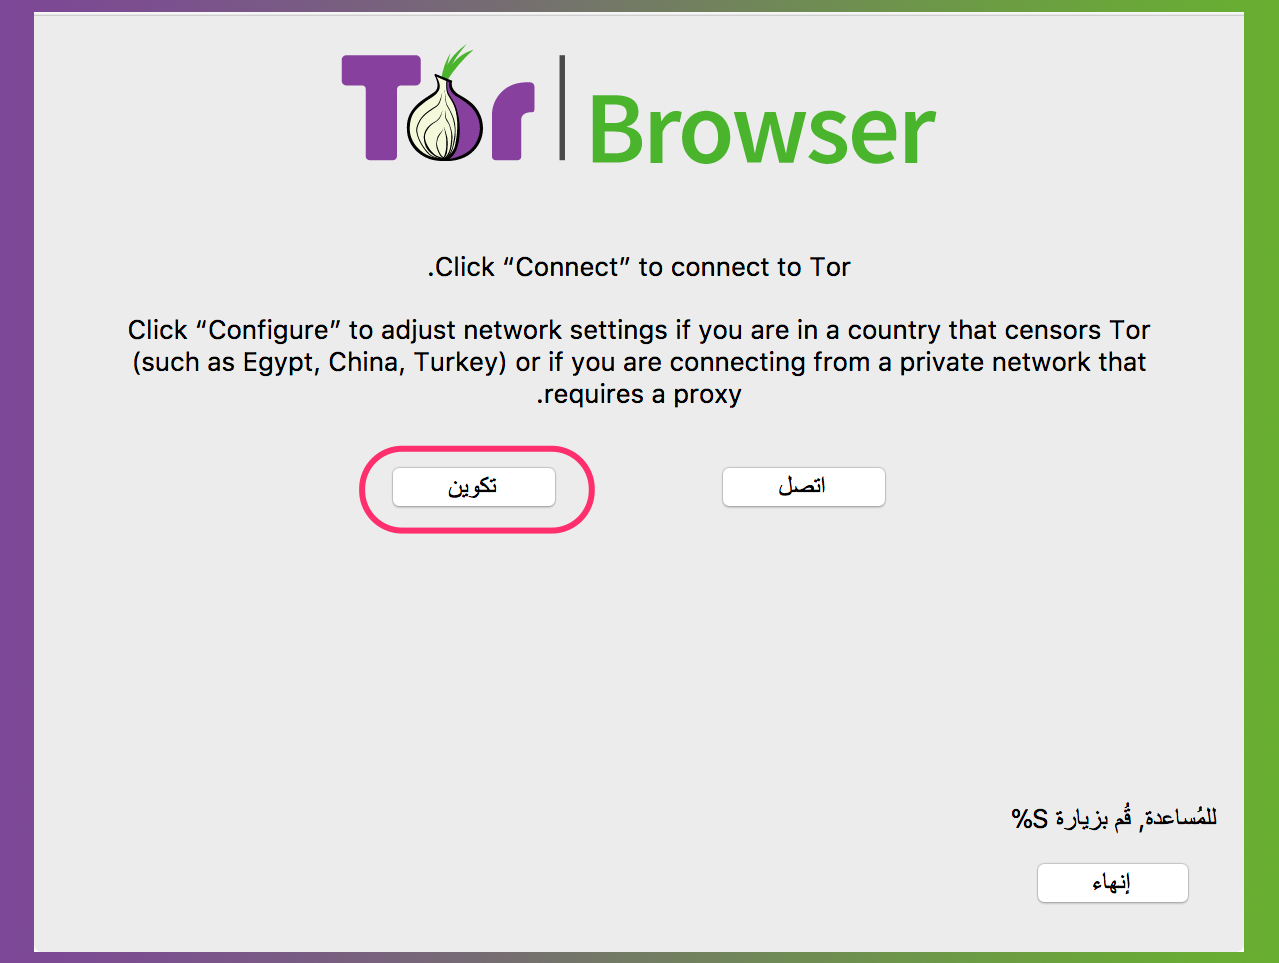 Tor Browser
.Click “Connect” to connect to Tor
Click “Configure” to adjust network settings if you are in a country that censors Tor
(such as Egypt, China, Turkey) or if you are connecting from a private network that
.requires a proxy
اتصل
تكوين
للمُساعدة, قُم بزيارة %S
إنهاء